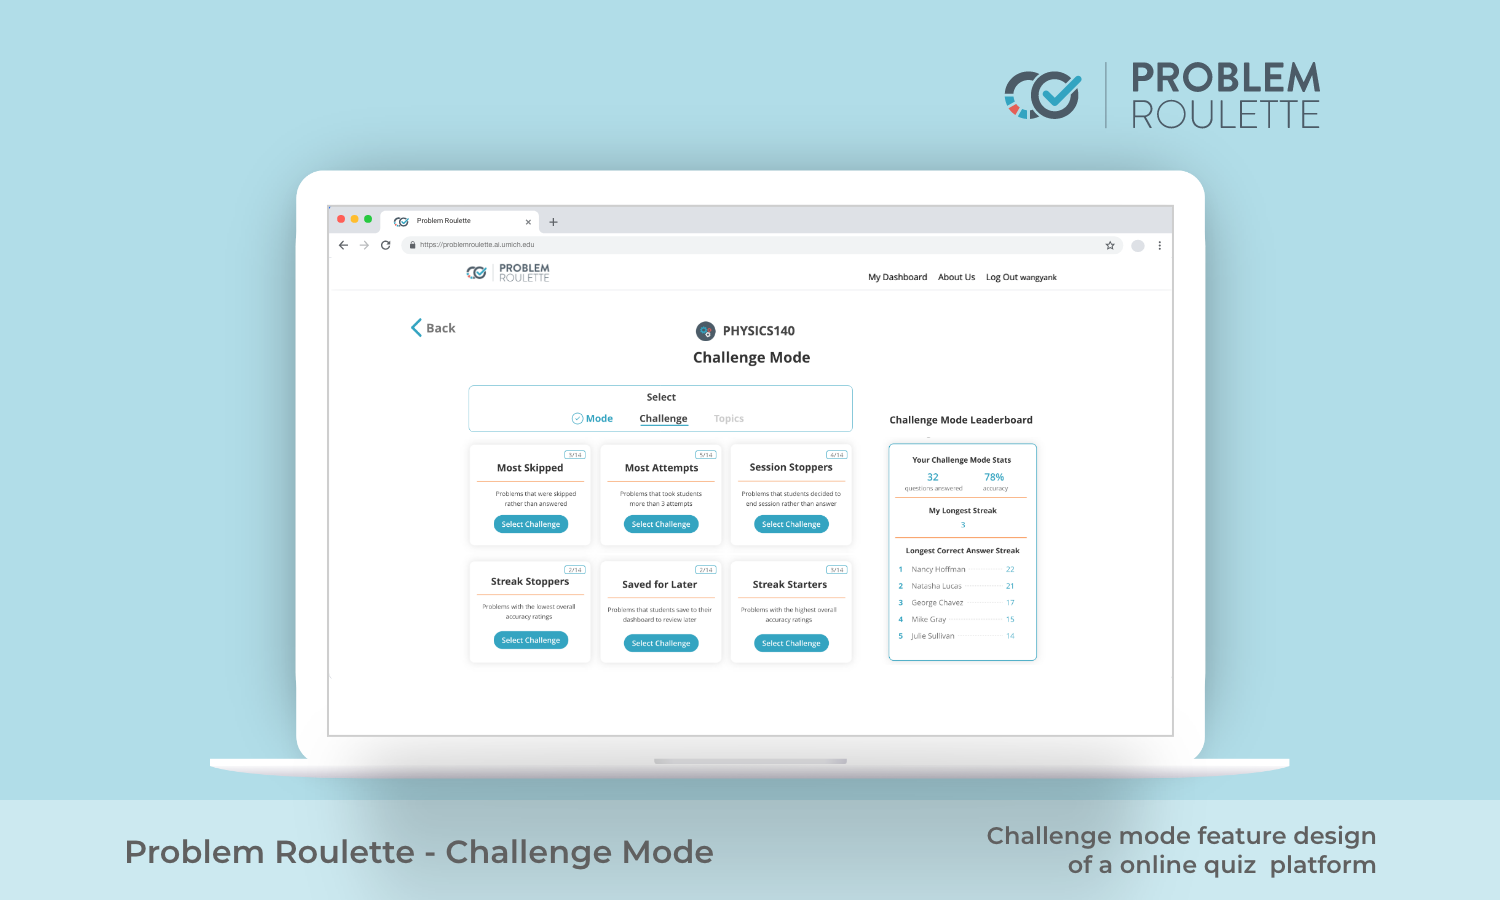 PROBLEM
ROULETTE
Problem Roulette
https://problemroulette.ai.umich.edu
PROBLEM
ROULETTE
My Dashboard About Us Log Out wangyank
Back
PHYSICS140
Challenge Mode
Select
Mode Challenge Topics
3/14
Most Skipped
Problems that were skipped
rather than answered
Select Challenge
5/14
Most Attempts
Problems that took students
more than 3 attempts
Select Challenge
4/14
Session Stoppers
Problems that students decided to
end session rather than answer
Select Challenge
2/14
Streak Stoppers
Problems with the lowest overall
accuracy ratings
Select Challenge
2/14
Saved for Later
Problems that students save to their
dashboard to review later
Select Challenge
3/14
Streak Starters
Problems with the highest overall
accuracy ratings
Select Challenge
Challenge Mode Leaderboard
Your Challenge Mode Stats
32 78%
questions answered accuracy
My Longest Streak
3
Longest Correct Answer Streak
1 Nancy Hoffman 22
2 Natasha Lucas 21
3 George Chavez 17
4 Mike Gray 15
5 Julie Sullivan 14
Problem Roulette - Challenge Mode
Challenge mode feature design
of a online quiz platform